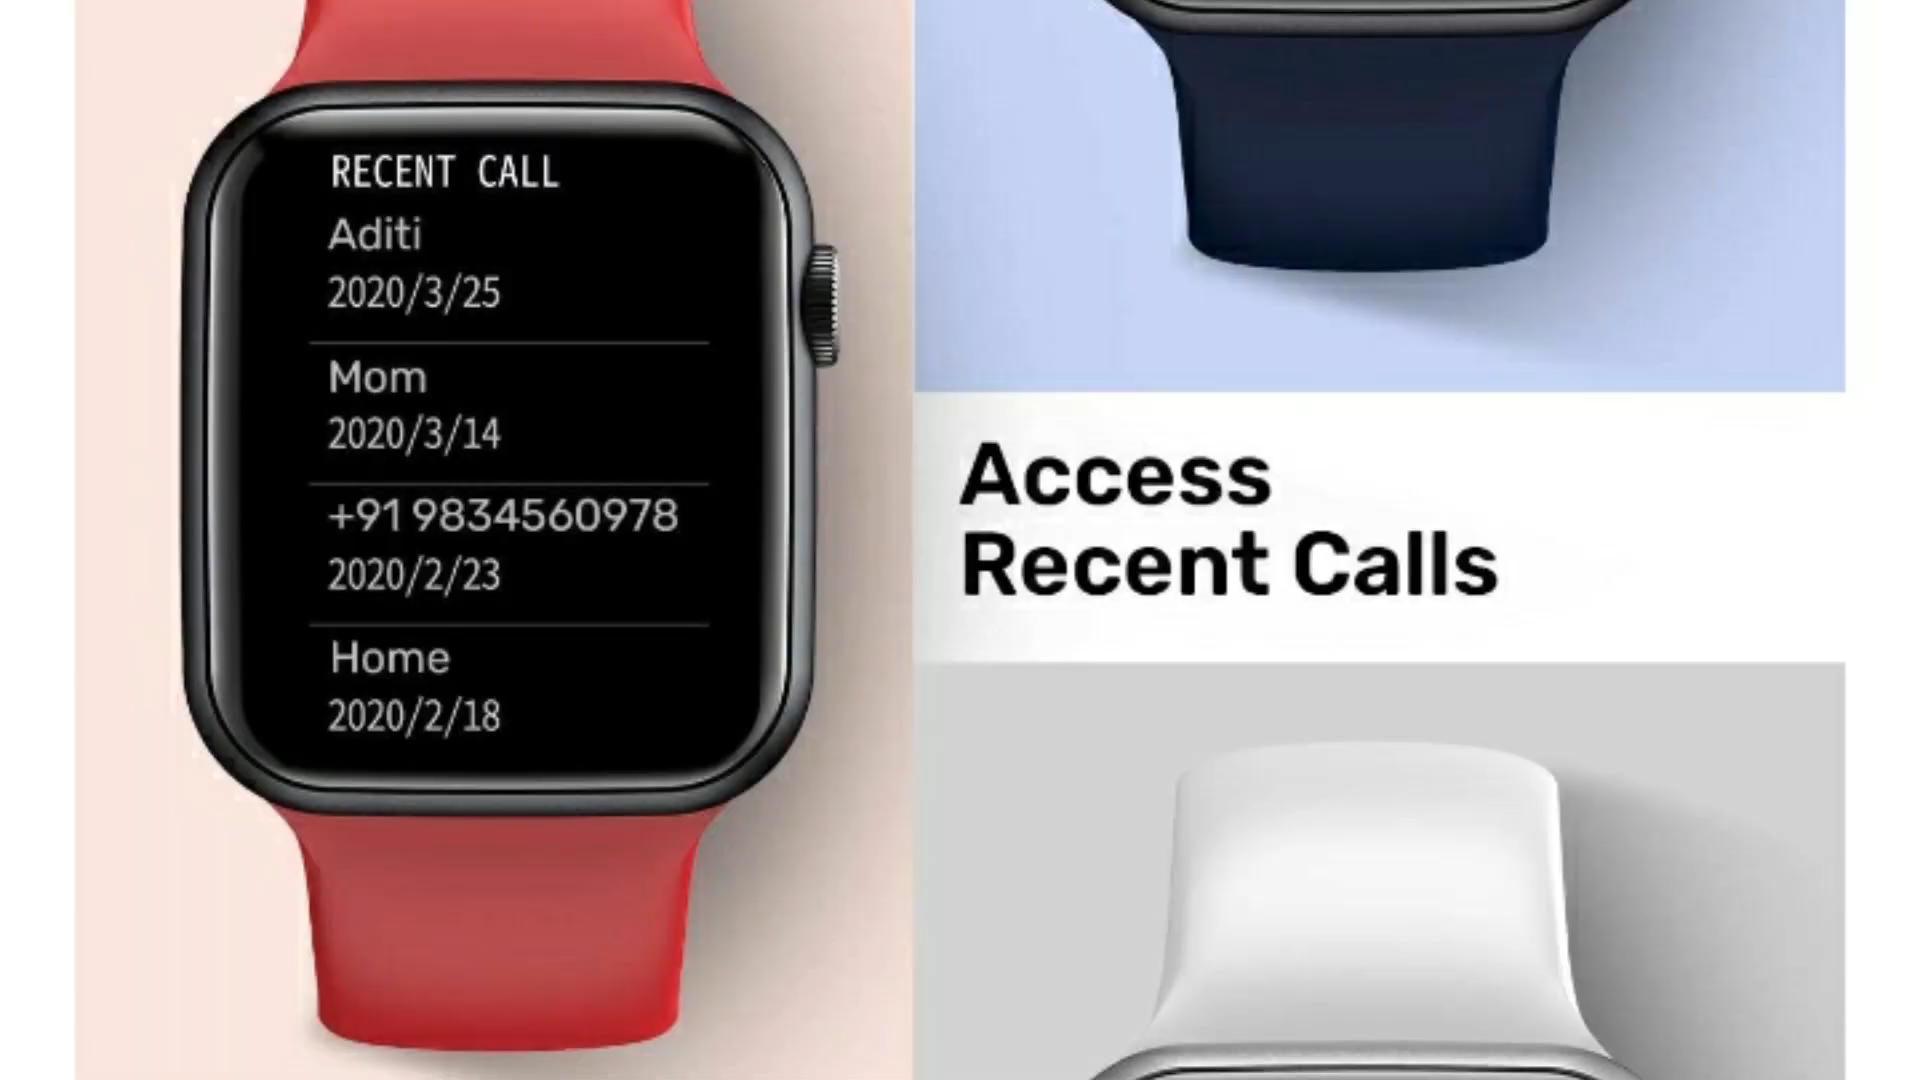 RECENT CALL
Aditi
2020/3/25
Mom
2020/3/14
+91 9834560978
2020/2/23
Home
2020/2/18
Access
Recent Calls